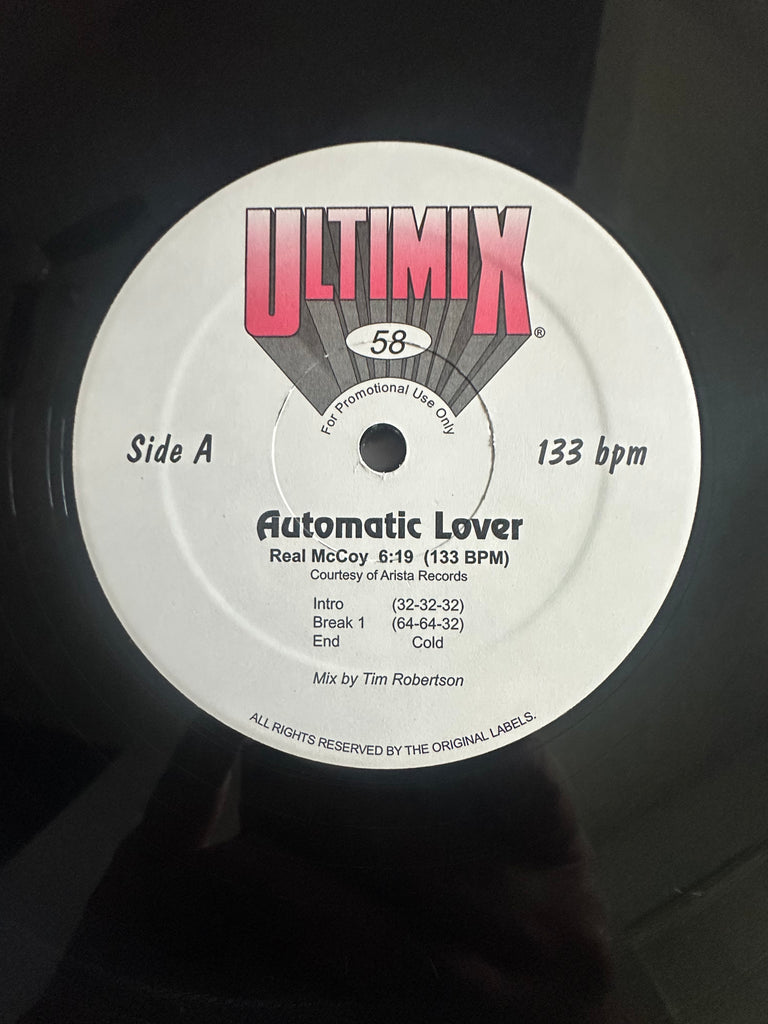 ULTIMIX®
58
For Promotional Use Only
Side A
133 bpm
Automatic Lover
Real McCoy 6:19 (133 BPM)
Courtesy of Arista Records
Intro (32-32-32)
Break 1 (64-64-32)
End Cold
Mix by Tim Robertson
ALL RIGHTS RESERVED BY THE ORIGINAL LABELS.